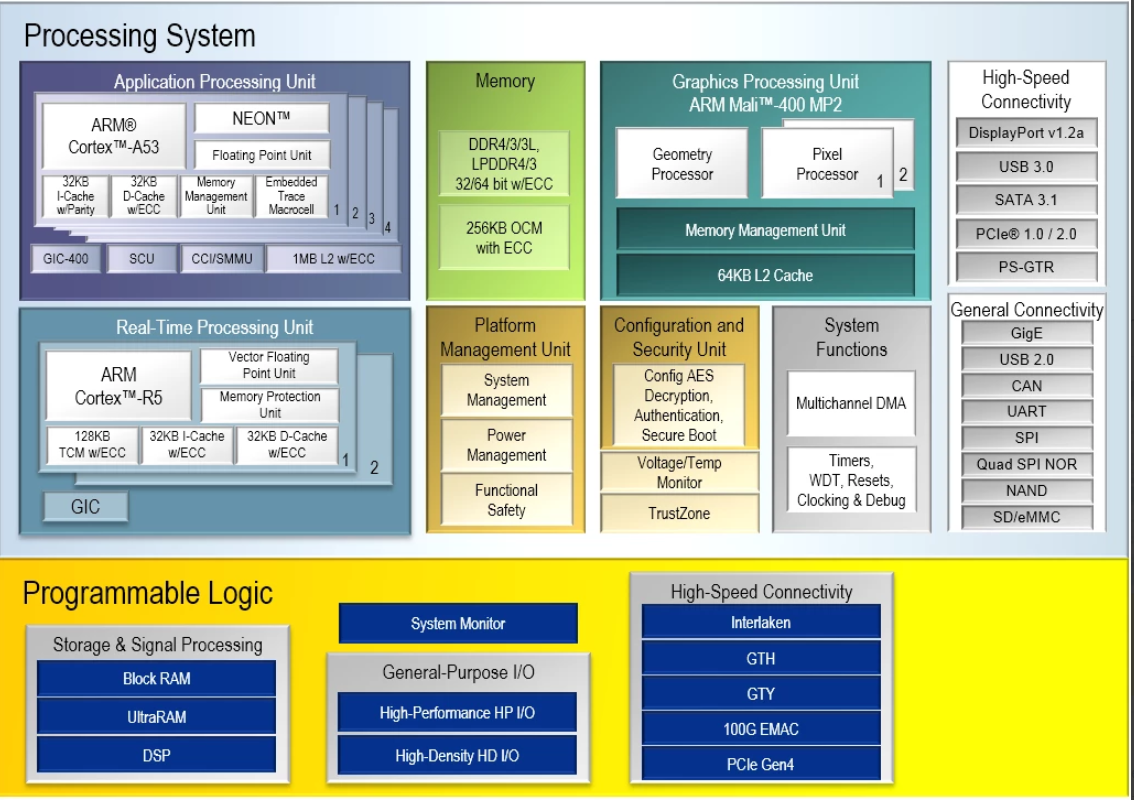 Processing System
Application Processing Unit
ARM®
Cortex™-A53
NEON™
Floating Point Unit
32KB
I-Cache
w/Parity
32KB
D-Cache
w/ECC
Memory
Management
Unit
Embedded
Trace
Macrocell
1
2
3
4
GIC-400
SCU
CCI/SMMU
1MB L2 w/ECC
Memory
DDR4/3/3L,
LPDDR4/3
32/64 bit w/ECC
256KB OCM
with ECC
Graphics Processing Unit
ARM Mali™-400 MP2
Geometry
Processor
Pixel
Processor
1
2
Memory Management Unit
64KB L2 Cache
High-Speed
Connectivity
DisplayPort v1.2a
USB 3.0
SATA 3.1
PCIe® 1.0 / 2.0
PS-GTR
Real-Time Processing Unit
ARM
Cortex™-R5
Vector Floating
Point Unit
Memory Protection
Unit
128KB
TCM w/ECC
32KB I-Cache
w/ECC
32KB D-Cache
w/ECC
1
2
GIC
Platform
Management Unit
System
Management
Power
Management
Functional
Safety
Configuration and
Security Unit
Config AES
Decryption,
Authentication,
Secure Boot
Voltage/Temp
Monitor
TrustZone
System
Functions
Multichannel DMA
Timers,
WDT, Resets,
Clocking & Debug
General Connectivity
GigE
USB 2.0
CAN
UART
SPI
Quad SPI NOR
NAND
SD/eMMC
Programmable Logic
Storage & Signal Processing
Block RAM
UltraRAM
DSP
System Monitor
General-Purpose I/O
High-Performance HP I/O
High-Density HD I/O
High-Speed Connectivity
Interlaken
GTH
GTY
100G EMAC
PCIe Gen4